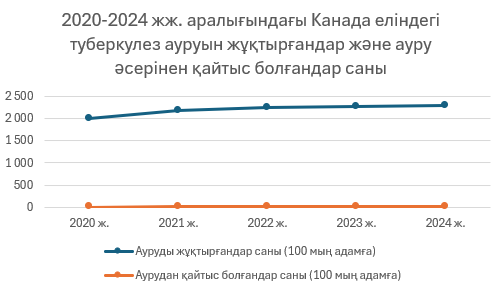 2020-2024 жж. аралығындағы Канада еліндегі
туберкулез ауруын жұқтырғандар және ауру
әсерінен қайтыс болғандар саны
2 500
2 000
1 500
1 000
500
0
2020 ж.
2021 ж.
2022 ж.
2023 ж.
2024 ж.
Ауруды жұқтырғандар саны (100 мың адамға)
Аурудан қайтыс болғандар саны (100 мың адамға)